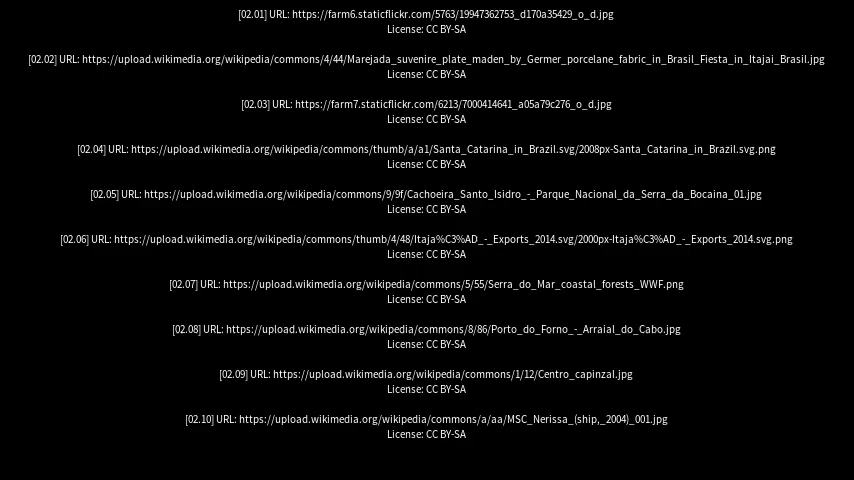 [02.01] URL: https://farm6.staticflickr.com/5763/19947362753_d170a35429_o_d.jpg
License: CC BY-SA
[02.02] URL: https://upload.wikimedia.org/wikipedia/commons/4/44/Marejada_suvenire_plate_maden_by_Germer_porcelane_fabric_in_Brasil_Fiesta_in_Itajai_Brasil.jpg
License: CC BY-SA
[02.03] URL: https://farm7.staticflickr.com/6213/7000414641_a05a79c276_o_d.jpg
License: CC BY-SA
[02.04] URL: https://upload.wikimedia.org/wikipedia/commons/thumb/a/a1/Santa_Catarina_in_Brazil.svg/2008px-Santa_Catarina_in_Brazil.svg.png
License: CC BY-SA
[02.05] URL: https://upload.wikimedia.org/wikipedia/commons/9/9f/Cachoeira_Santo_Isidro_-_Parque_Nacional_da_Serra_da_Bocaina_01.jpg
License: CC BY-SA
[02.06] URL: https://upload.wikimedia.org/wikipedia/commons/thumb/4/48/Itaja%C3%AD_-_Exports_2014.svg/2000px-Itaja%C3%AD_-_Exports_2014.svg.png
License: CC BY-SA
[02.07] URL: https://upload.wikimedia.org/wikipedia/commons/5/55/Serra_do_Mar_coastal_forests_WWF.png
License: CC BY-SA
[02.08] URL: https://upload.wikimedia.org/wikipedia/commons/8/86/Porto_do_Forno_-_Arraial_do_Cabo.jpg
License: CC BY-SA
[02.09] URL: https://upload.wikimedia.org/wikipedia/commons/1/12/Centro_capinzal.jpg
License: CC BY-SA
[02.10] URL: https://upload.wikimedia.org/wikipedia/commons/a/aa/MSC_Nerissa_(ship,_2004)_001.jpg
License: CC BY-SA